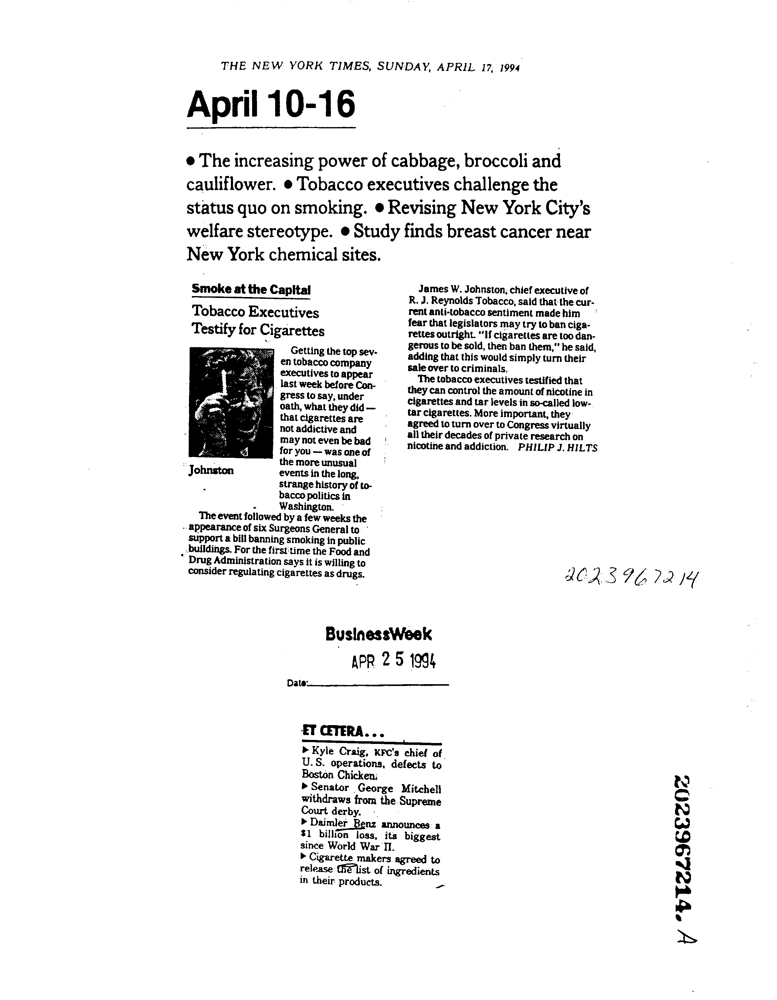 THE NEW YORK TIMES, SUNDAY, APRIL 17, 1994
April 10-16
● The increasing power of cabbage, broccoli and
cauliflower. ● Tobacco executives challenge the
status quo on smoking. ● Revising New York City's
welfare stereotype. ● Study finds breast cancer near
New York chemical sites.
Smoke at the Capital
Tobacco Executives
Testify for Cigarettes
Getting the top sev-
en tobacco company
executives to appear
last week before Con-
gress to say, under
oath, what they did —
that cigarettes are
not addictive and
may not even be bad
for you — was one of
the more unusual
events in the long,
strange history of to-
bacco politics in
Washington.
Johnston
The event followed by a few weeks the
appearance of six Surgeons General to
support a bill banning smoking in public
buildings. For the first time the Food and
Drug Administration says it is willing to
consider regulating cigarettes as drugs.
James W. Johnston, chief executive of
R. J. Reynolds Tobacco, said that the cur-
rent anti-tobacco sentiment made him
fear that legislators may try to ban ciga-
rettes outright. "If cigarettes are too dan-
gerous to be sold, then ban them," he said,
adding that this would simply turn their
sale over to criminals.
The tobacco executives testified that
they can control the amount of nicotine in
cigarettes and tar levels in so-called low-
tar cigarettes. More important, they
agreed to turn over to Congress virtually
all their decades of private research on
nicotine and addiction. PHILIP J. HILTS
2023967214
BusinessWeek
APR 25 1994
Date:
ET CETERA...
▶ Kyle Craig, KFC's chief of
U.S. operations, defects to
Boston Chicken.
▶ Senator George Mitchell
withdraws from the Supreme
Court derby.
▶ Daimler Benz announces a
$1 billion loss, its biggest
since World War II.
▶ Cigarette makers agreed to
release the list of ingredients
in their products.
2023967214. A